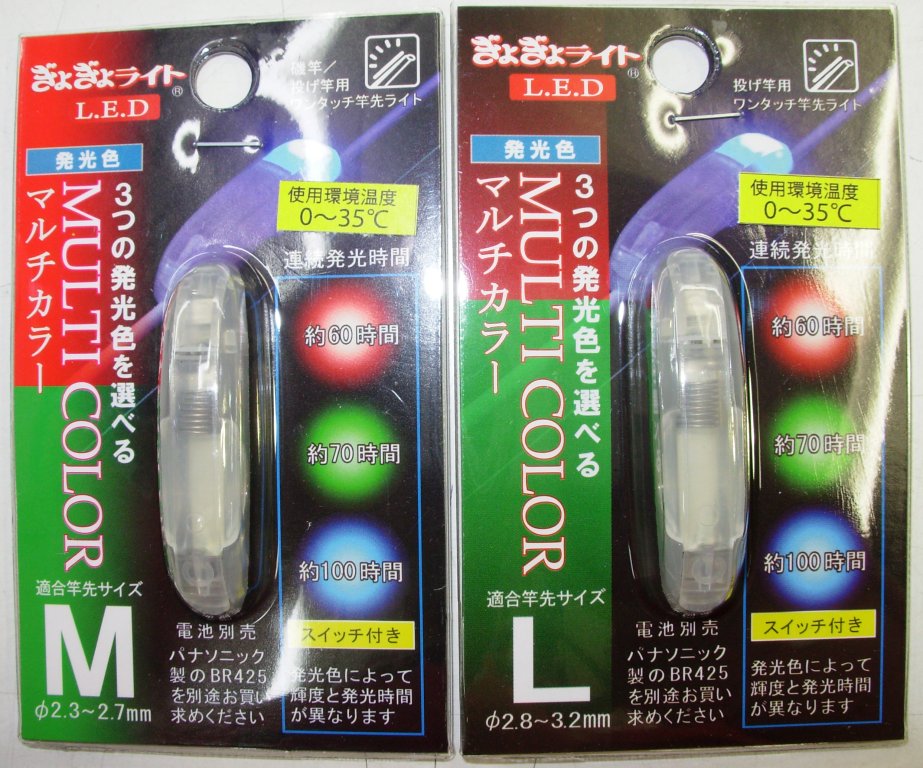 ぎょぎょライト®
L.E.D
磯竿/
投げ竿用
ワンタッチ竿先ライト
発光色
3つの発光色を選べる
MULTI COLOR
マルチカラー
使用環境温度
0〜35℃
連続発光時間
約60時間
約70時間
約100時間
スイッチ付き
適合竿先サイズ
M
φ2.3〜2.7mm
電池別売
パナソニック
製のBR425
を別途お買い
求めください
発光色によって
輝度と発光時間
が異なります
ぎょぎょライト®
L.E.D
投げ竿用
ワンタッチ竿先ライト
発光色
3つの発光色を選べる
MULTI COLOR
マルチカラー
使用環境温度
0〜35℃
連続発光時間
約60時間
約70時間
約100時間
スイッチ付き
適合竿先サイズ
L
φ2.8〜3.2mm
電池別売
パナソニック
製のBR425
を別途お買い
求めください
発光色によって
輝度と発光時間
が異なります